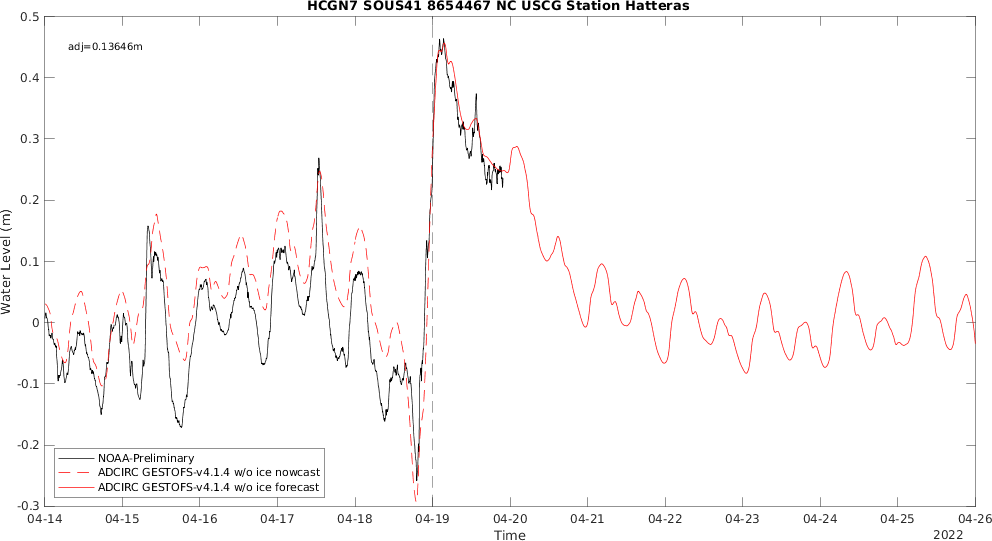 HCGN7 SOUS41 8654467 NC USCG Station Hatteras
adj=0.13646m
0.5
0.4
0.3
0.2
0.1
0
-0.1
-0.2
-0.3
Water Level (m)
NOAA-Preliminary
ADCIRC GESTOFS-v4.1.4 w/o ice nowcast
ADCIRC GESTOFS-v4.1.4 w/o ice forecast
04-14 04-15 04-16 04-17 04-18 04-19 04-20 04-21 04-22 04-23 04-24 04-25 04-26
Time
2022